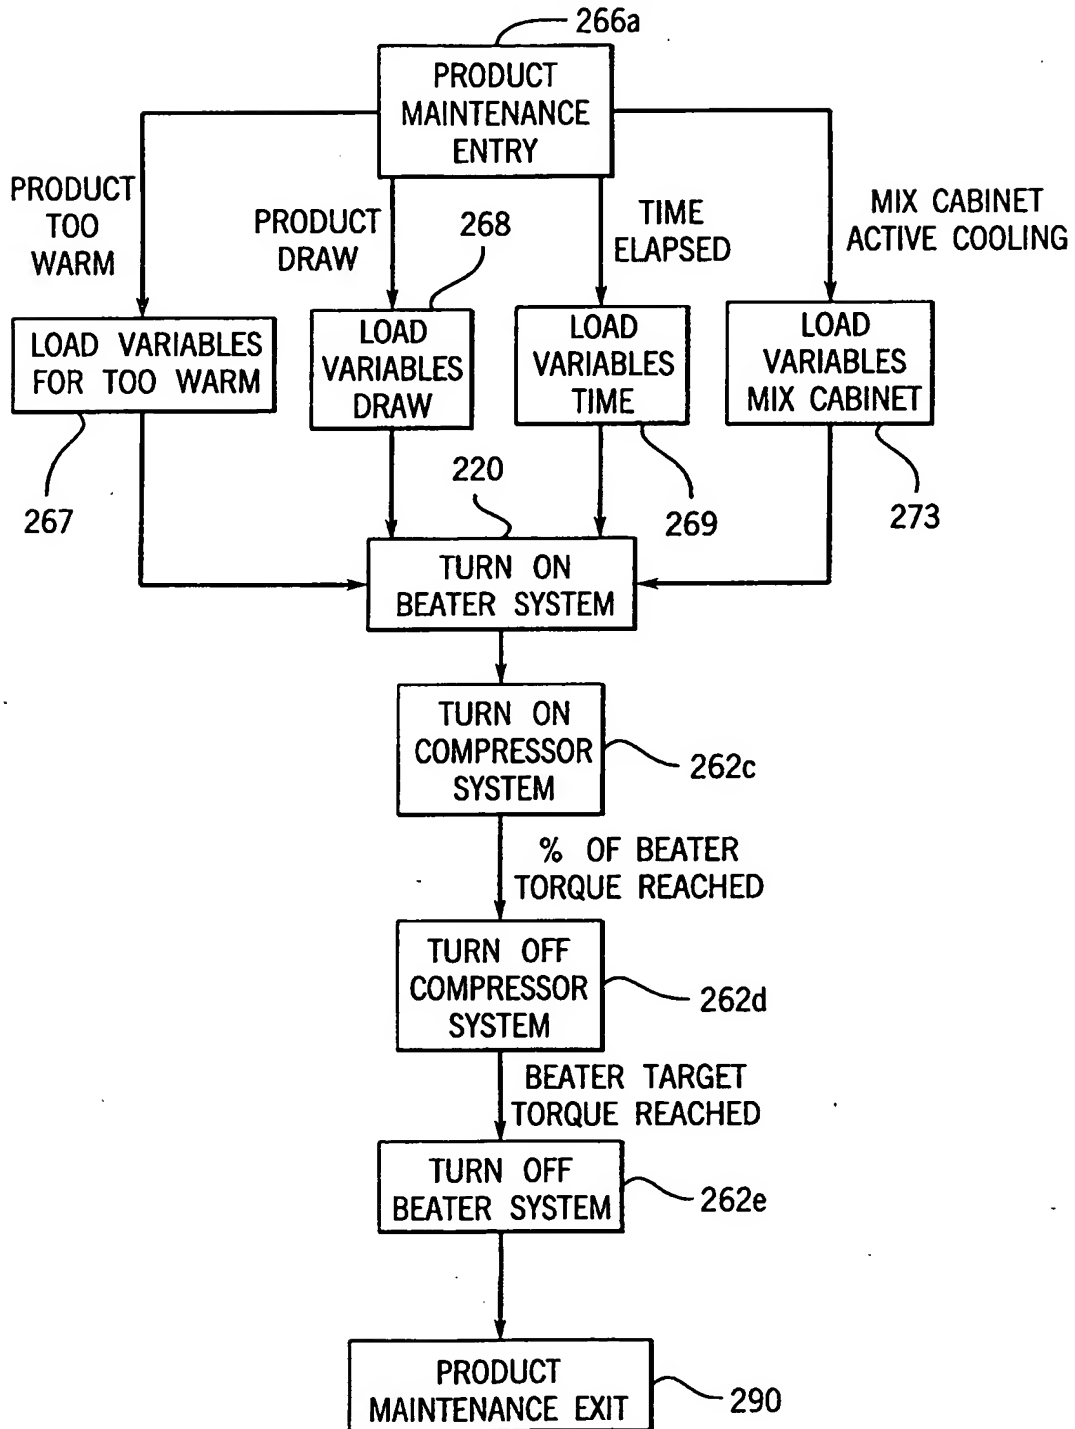 266a
PRODUCT
MAINTENANCE
ENTRY
PRODUCT
TOO
WARM
PRODUCT
DRAW
268
TIME
ELAPSED
MIX CABINET
ACTIVE COOLING
LOAD VARIABLES
FOR TOO WARM
LOAD
VARIABLES
DRAW
LOAD
VARIABLES
TIME
LOAD
VARIABLES
MIX CABINET
267
220
269
273
TURN ON
BEATER SYSTEM
TURN ON
COMPRESSOR
SYSTEM
262c
% OF BEATER
TORQUE REACHED
TURN OFF
COMPRESSOR
SYSTEM
262d
BEATER TARGET
TORQUE REACHED
TURN OFF
BEATER SYSTEM
262e
PRODUCT
MAINTENANCE EXIT
290